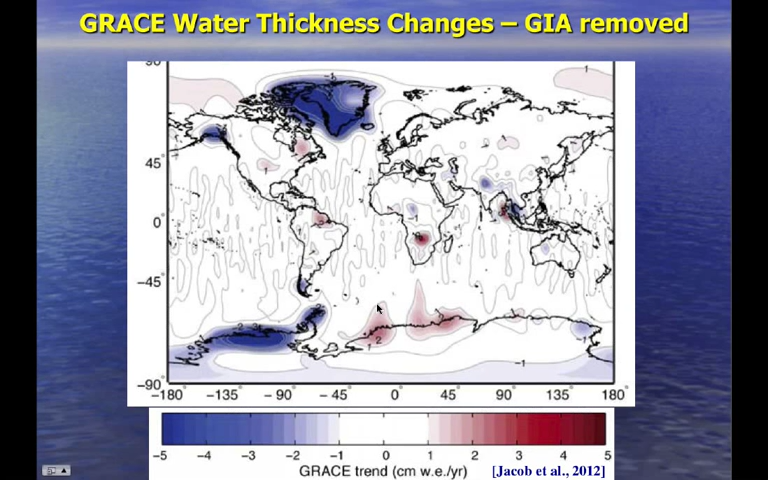 GRACE Water Thickness Changes – GIA removed
90
45
0
−45
−90
−180 −135 −90 −45 0 45 90 135 180
−5 −4 −3 −2 −1 0 1 2 3 4 5
GRACE trend (cm w.e./yr) [Jacob et al., 2012]